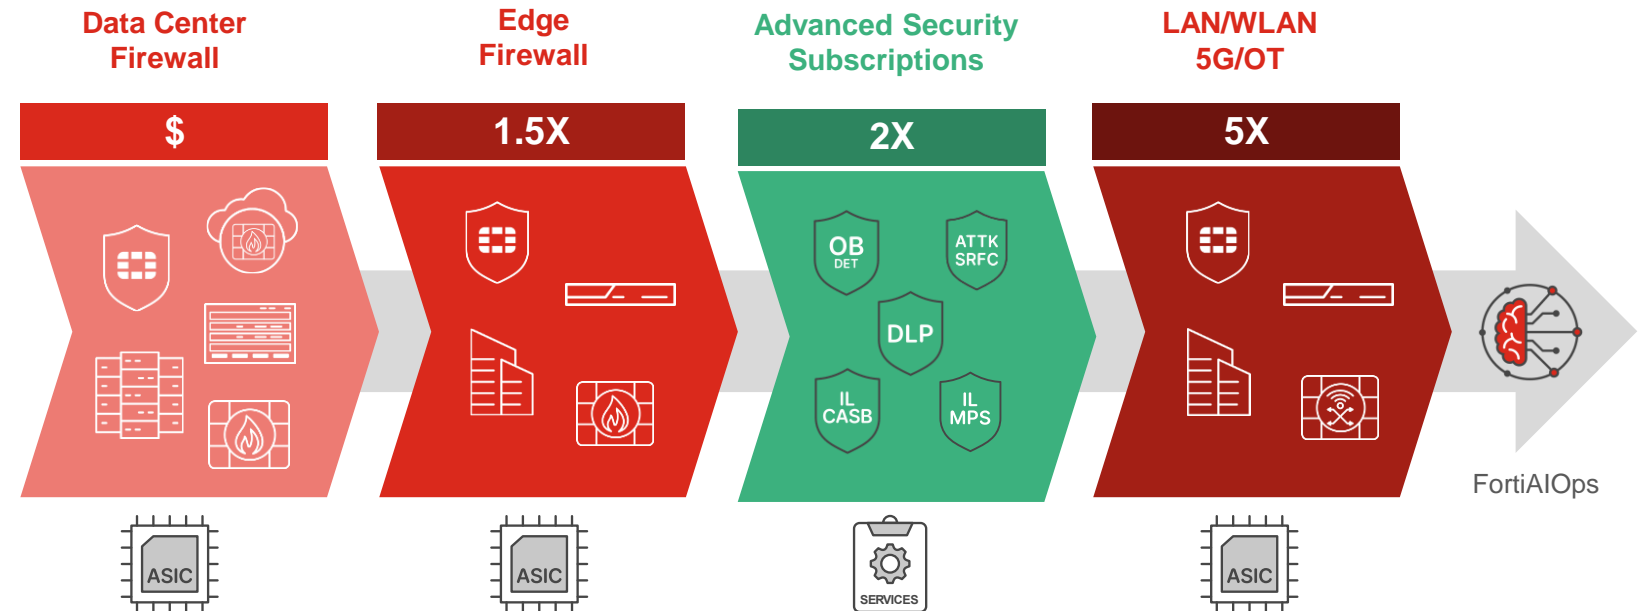 Data Center
Firewall
Edge
Firewall
Advanced Security
Subscriptions
LAN/WLAN
5G/OT
$
1.5X
2X
5X
OB
DET
ATTK
SRFC
DLP
IL
CASB
IL
MPS
FortiAIOps
ASIC
ASIC
SERVICES
ASIC